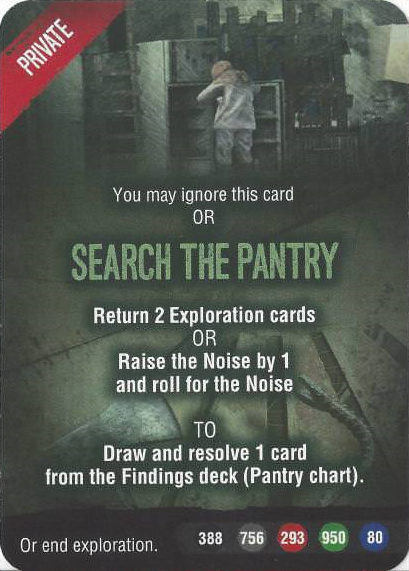 PRIVATE
You may ignore this card
OR
SEARCH THE PANTRY
Return 2 Exploration cards
OR
Raise the Noise by 1
and roll for the Noise
TO
Draw and resolve 1 card
from the Findings deck (Pantry chart).
Or end exploration.
388 756 293 950 80